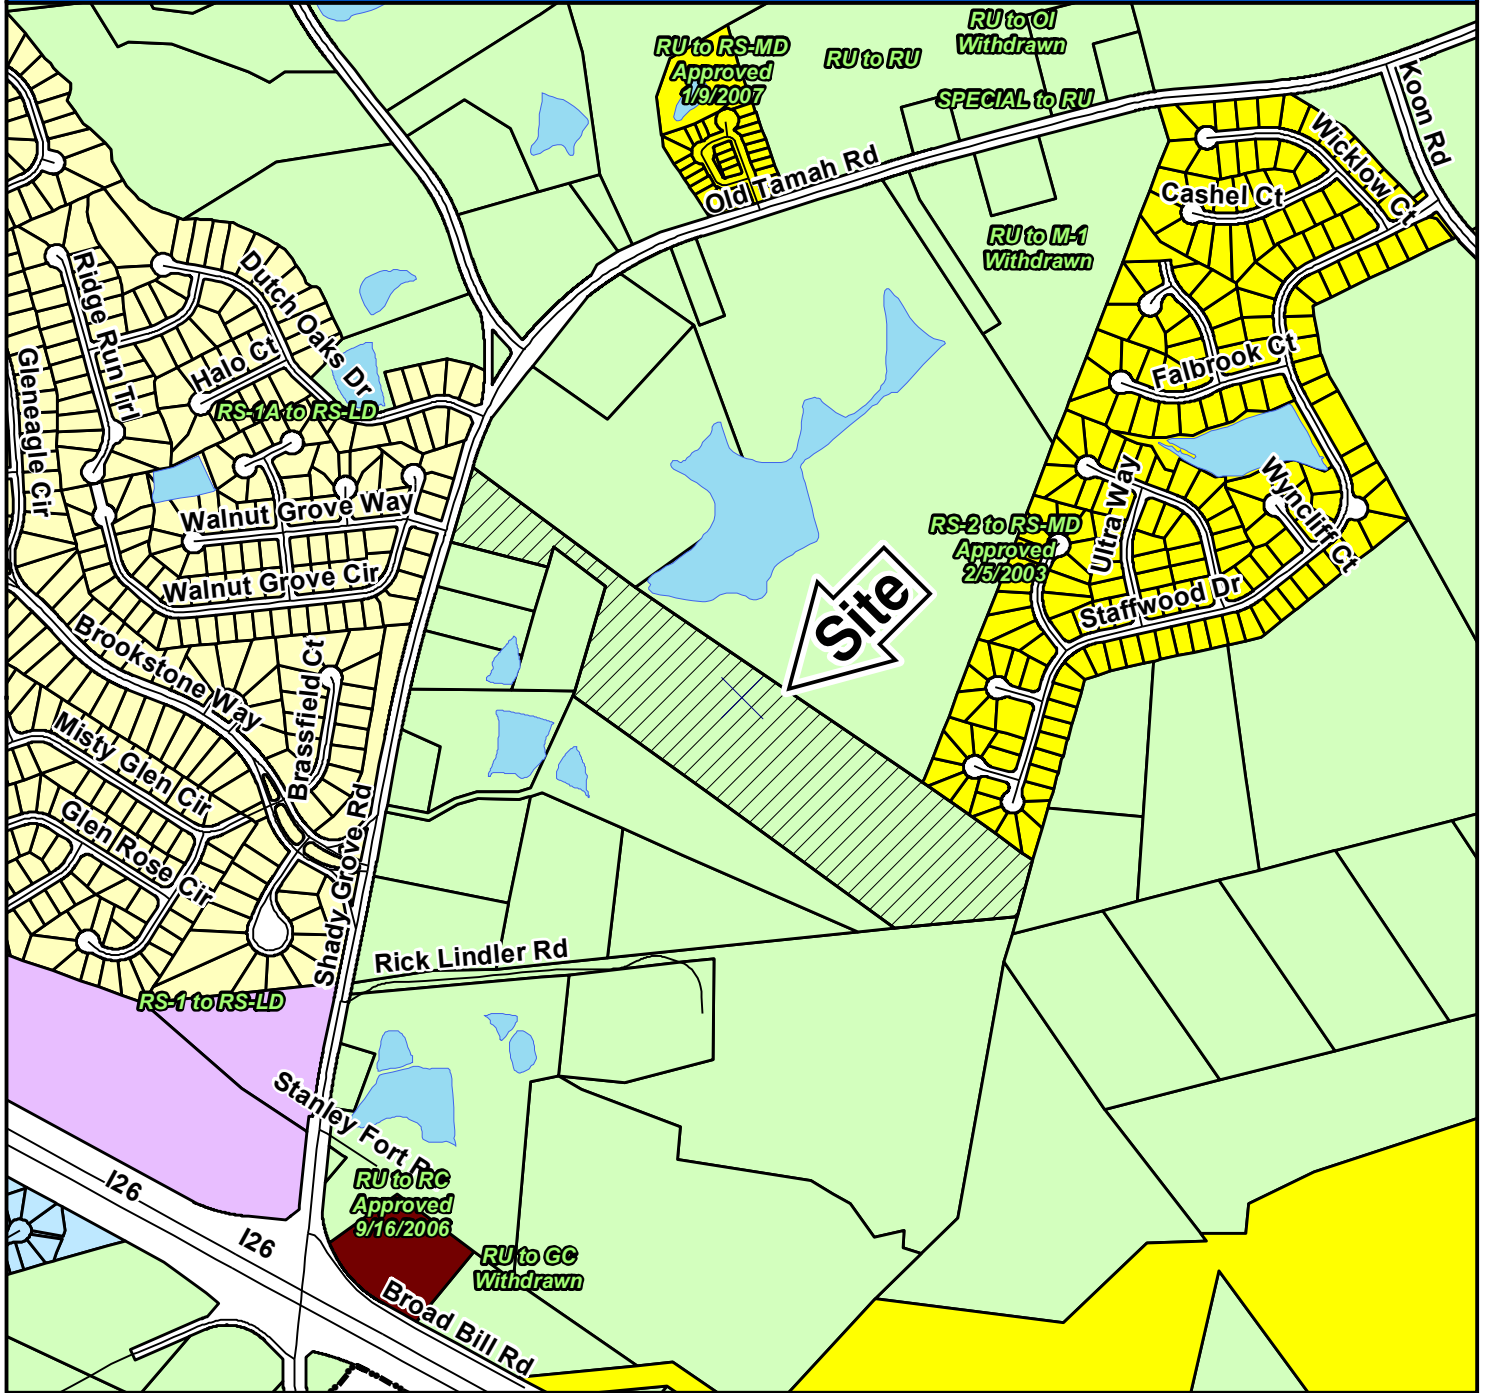 RU to OI
Withdrawn
RU to RS-MD
Approved
1/9/2007
RU to RU
SPECIAL to RU
Koon Rd
Wicklow Ct
Old Tamah Rd
Cashel Ct
RU to M-1
Withdrawn
Dutch Oaks Dr
Ridge Run Trl
Halo Ct
Gleneagle Cir
Falbrook Ct
RS-1A to RS-LD
Walnut Grove Way
Ultra Way
Wyncliff Ct
RS-2 to RS-MD
Approved
2/5/2003
Walnut Grove Cir
Site
Staffwood Dr
Brookstone Way
Brassfield Ct
Misty Glen Cir
Glen Rose Cir
Shady Grove Rd
Rick Lindler Rd
RS-1 to RS-LD
Stanley Fort R
RU to RC
Approved
9/16/2006
I26
I26
RU to GC
Withdrawn
Broad Bill Rd